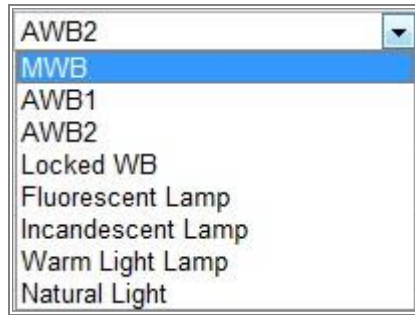 AWB2
MWB
AWB1
AWB2
Locked WB
Fluorescent Lamp
Incandescent Lamp
Warm Light Lamp
Natural Light